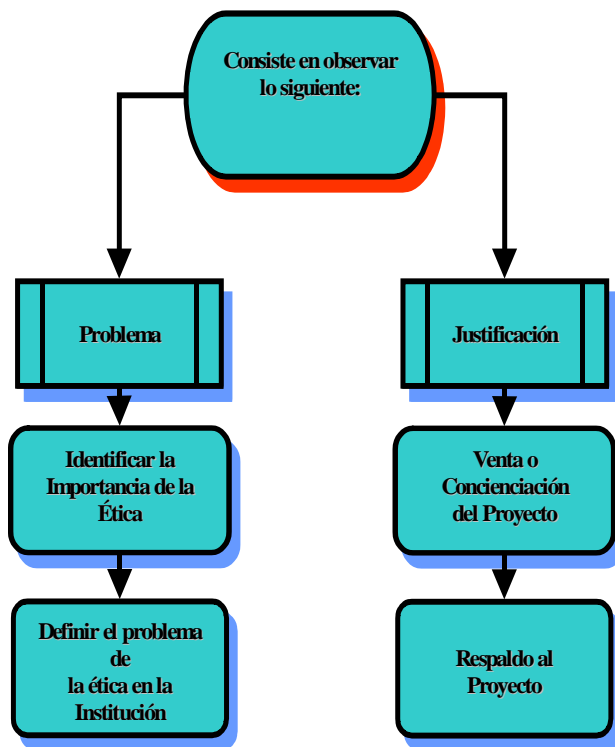 Consiste en observar
lo siguiente:
Problema
Justificación
Identificar la
Importancia de la
Ética
Venta o
Concienciación
del Proyecto
Definir el problema
de
la ética en la
Institución
Respaldo al
Proyecto